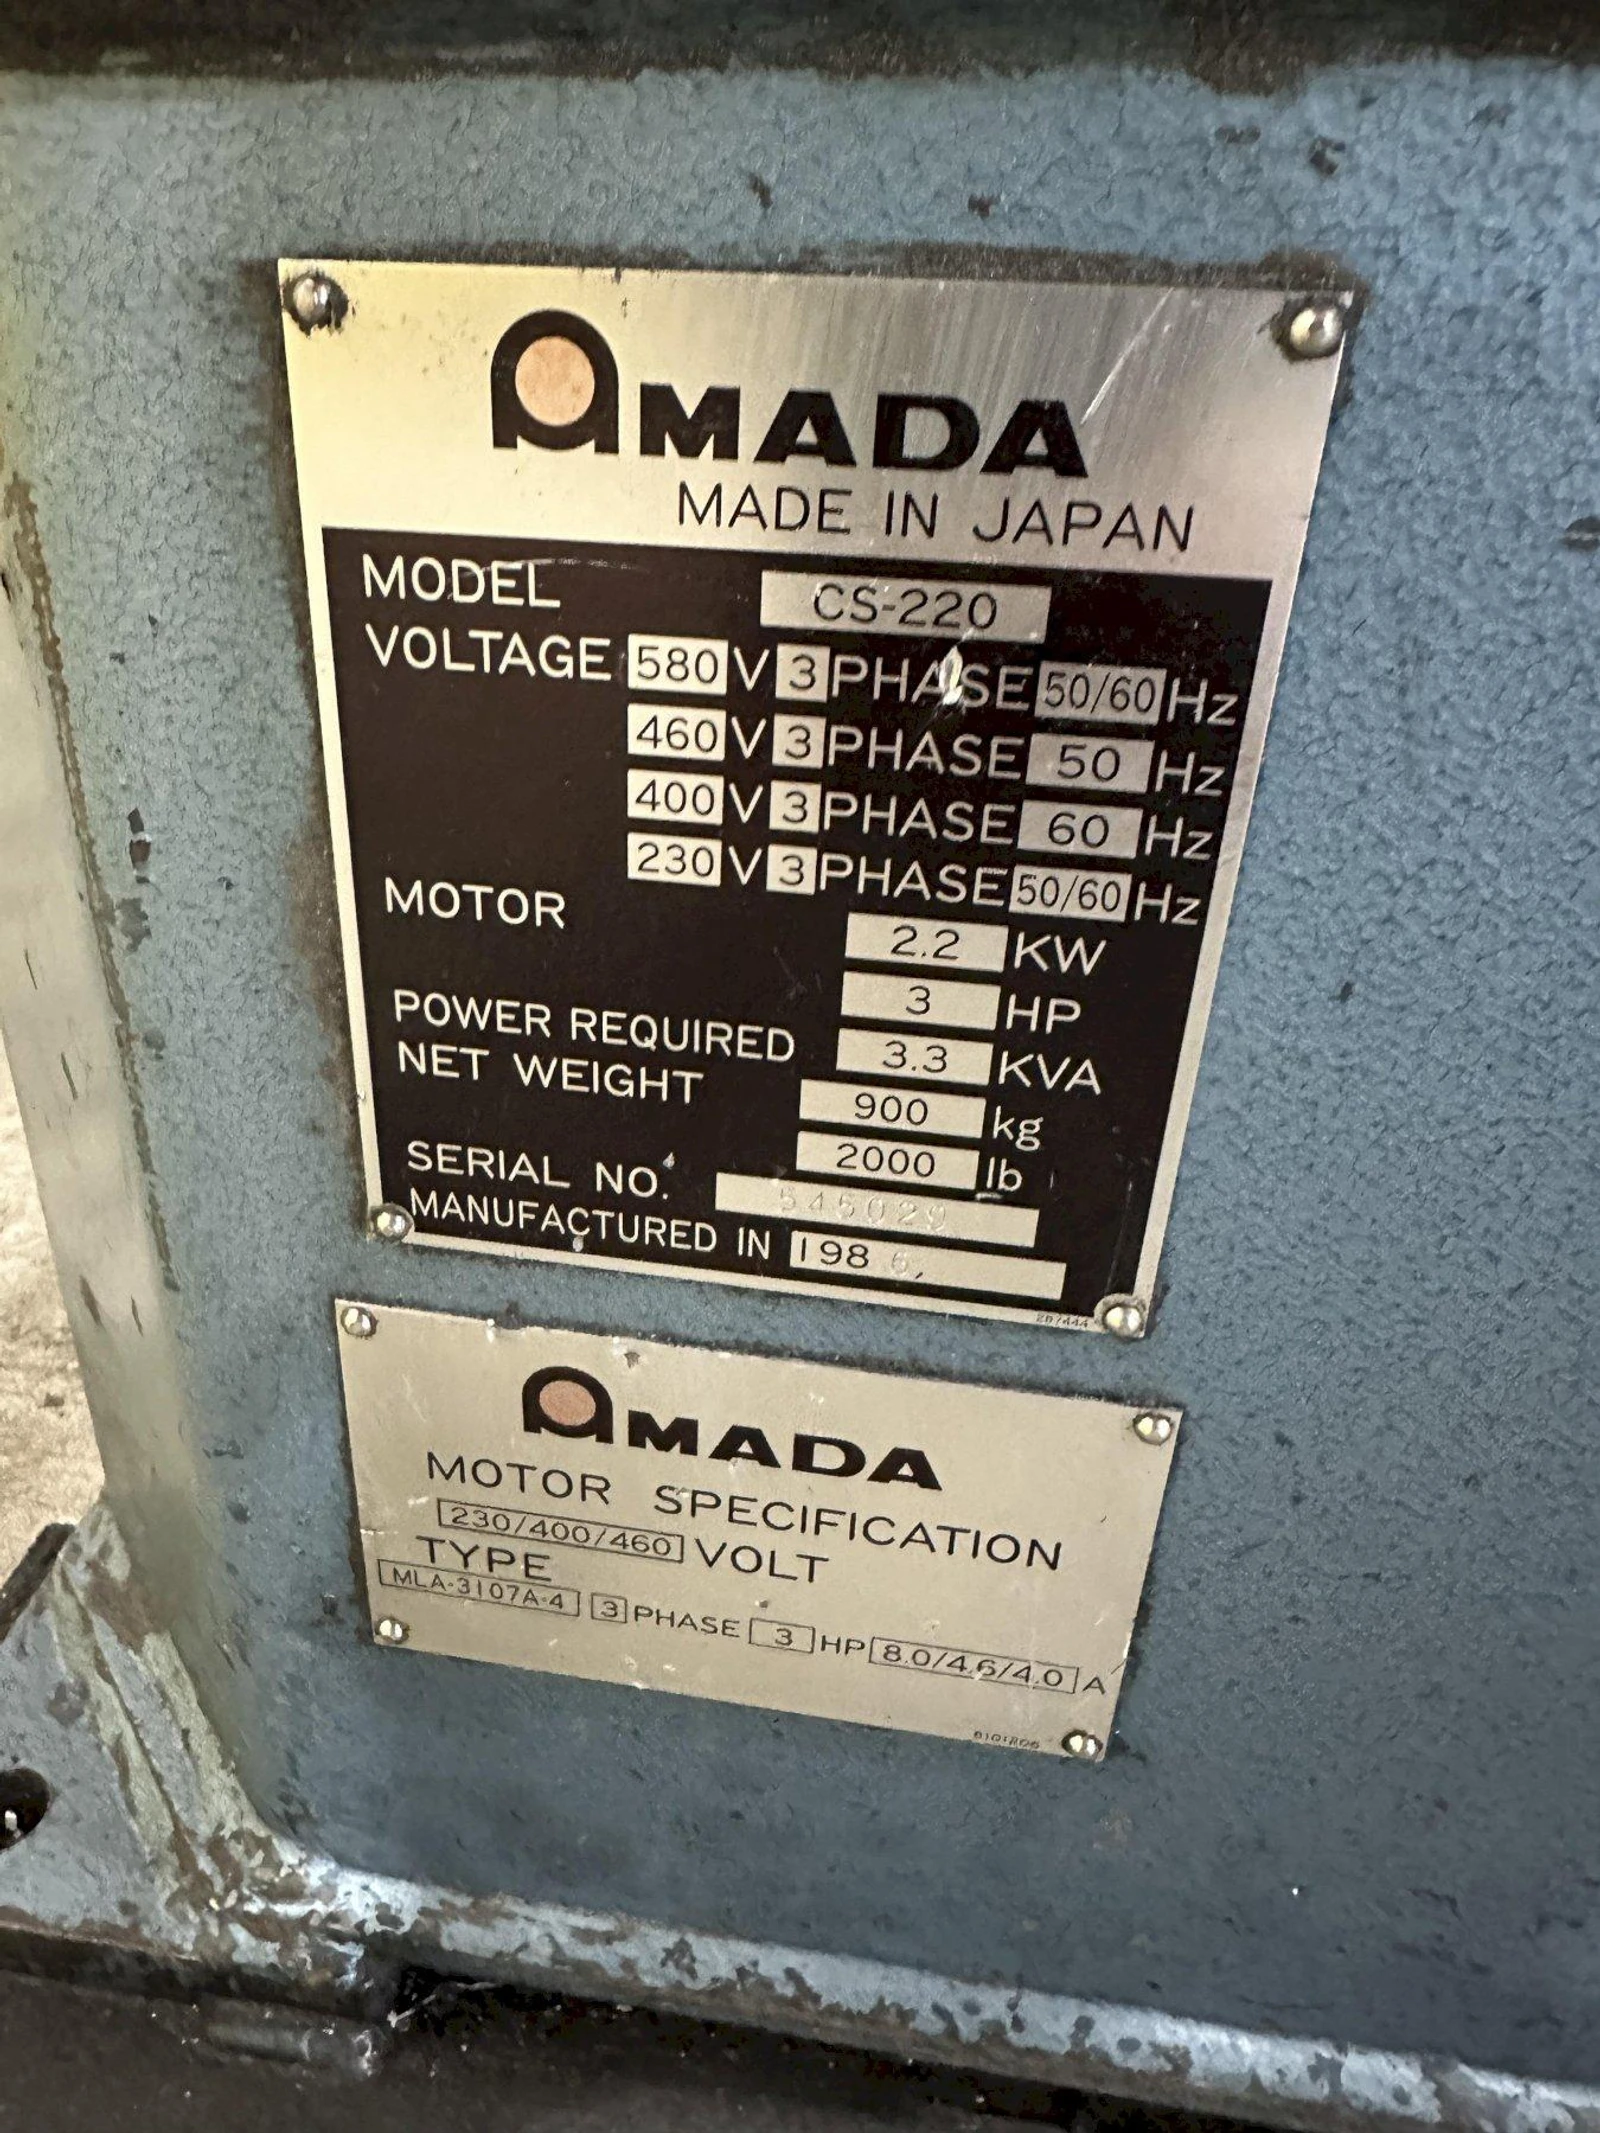 AMADA
MADE IN JAPAN
MODEL CS-220
VOLTAGE 580 V 3 PHASE 50/60 Hz
460 V 3 PHASE 50 Hz
400 V 3 PHASE 60 Hz
230 V 3 PHASE 50/60 Hz
MOTOR 2.2 KW
3 HP
POWER REQUIRED 3.3 KVA
NET WEIGHT 900 kg
2000 lb
SERIAL NO.
MANUFACTURED IN 198 6,
AMADA
MOTOR SPECIFICATION
230/400/460 VOLT
TYPE
MLA-3107A-4 3 PHASE 3 HP 8.0/4.6/4.0 A